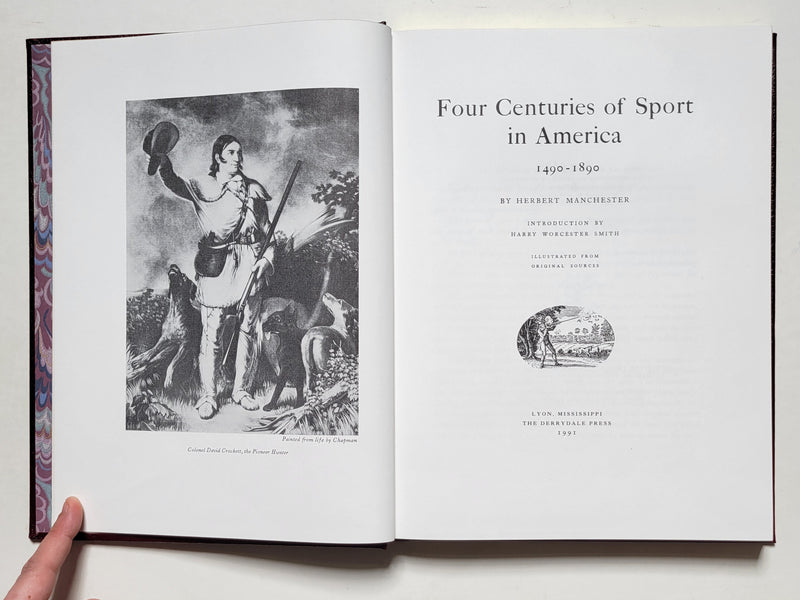 Painted from life by Chapman
Colonel David Crockett, the Pioneer Hunter
Four Centuries of Sport
in America
1490-1890
BY HERBERT MANCHESTER
INTRODUCTION BY
HARRY WORCESTER SMITH
ILLUSTRATED FROM
ORIGINAL SOURCES
LYON, MISSISSIPPI
THE DERRYDALE PRESS
1991